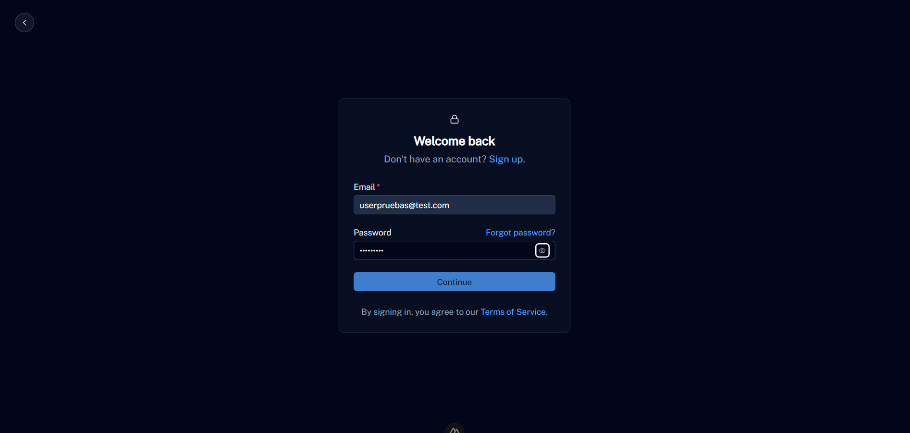 Welcome back
Don't have an account? Sign up.
Email *
userpruebas@test.com
Password Forgot password?
•••••••••
Continue
By signing in, you agree to our Terms of Service.